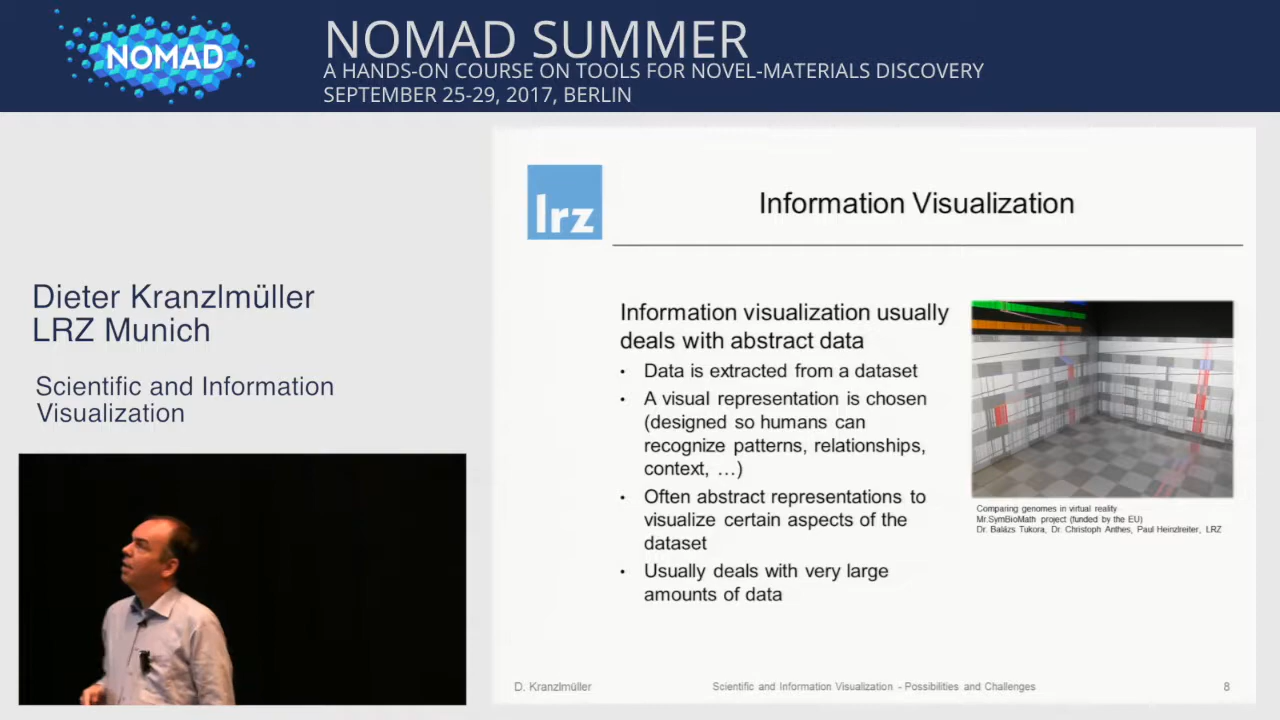 NOMAD
NOMAD SUMMER
A HANDS-ON COURSE ON TOOLS FOR NOVEL-MATERIALS DISCOVERY
SEPTEMBER 25-29, 2017, BERLIN
Dieter Kranzlmüller
LRZ Munich
Scientific and Information
Visualization
lrz
Information Visualization
Information visualization usually
deals with abstract data
• Data is extracted from a dataset
• A visual representation is chosen
(designed so humans can
recognize patterns, relationships,
context, …)
• Often abstract representations to
visualize certain aspects of the
dataset
• Usually deals with very large
amounts of data
Comparing genomes in virtual reality
Mr.SymBioMath project (funded by the EU)
Dr. Balázs Tukora, Dr. Christoph Anthes, Paul Heinzlreiter, LRZ
D. Kranzlmüller
Scientific and Information Visualization - Possibilities and Challenges
8